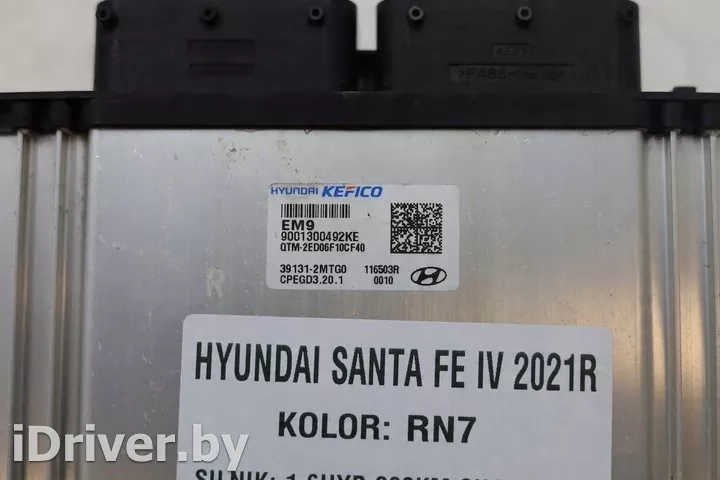 HYUNDAI KEFICO
EM9
9001300492KE
QTM-2ED06F10CF40
39131-2MTG0 116503R
CPEGD3.20.1 0010
HYUNDAI SANTA FE IV 2021R
KOLOR: RN7
SILNIK:
iDriver.by